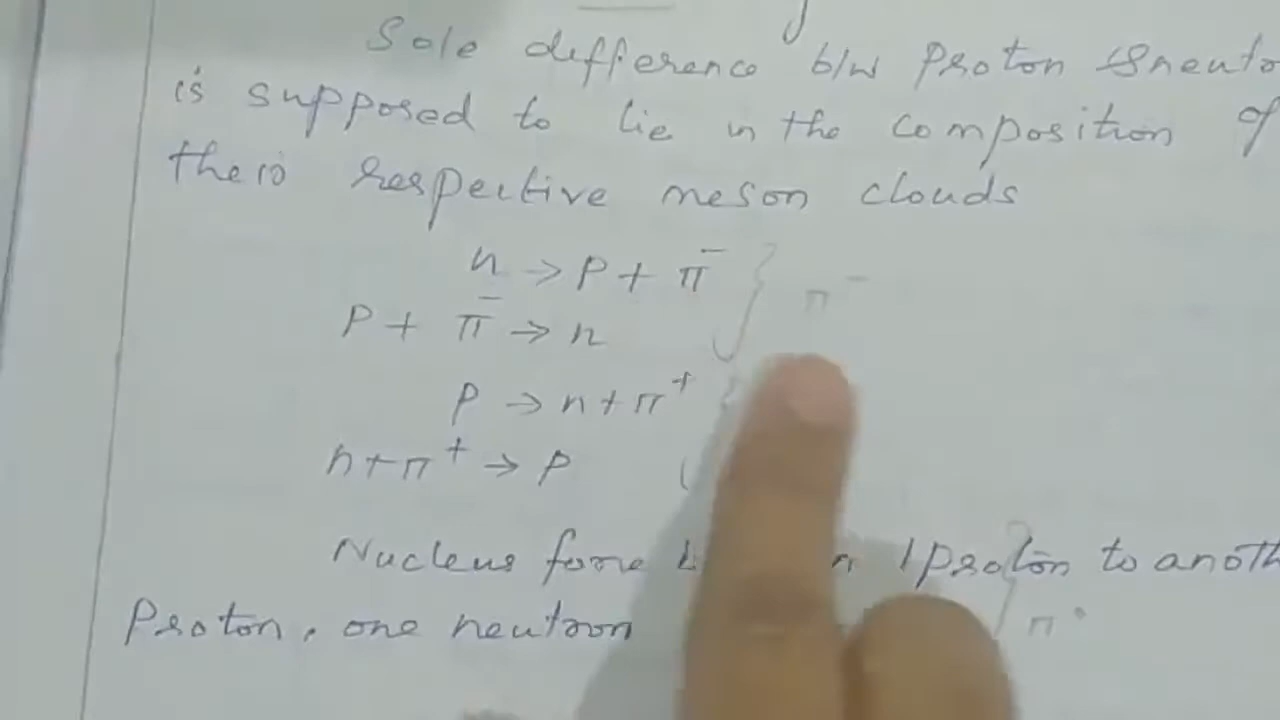 Sole difference b/w Proton & neutro
is supposed to lie in the composition of
their respective meson clouds
n → P + π⁻ } π⁻
P + π⁻ → n
P → n + π⁺
n + π⁺ → P
Nucleus force 1 Proton to anoth
Proton, one neutron } π°